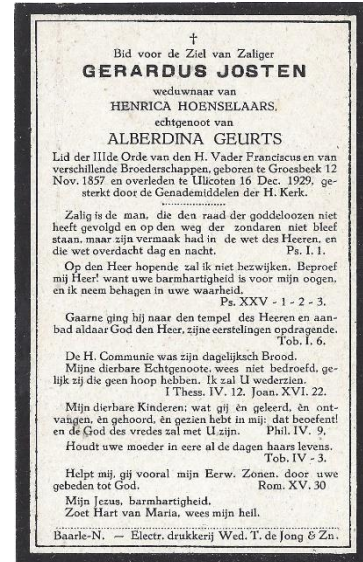 †
Bid voor de Ziel van Zaliger
GERARDUS JOSTEN
weduwnaar van
HENRICA HOENSELAARS,
echtgenoot van
ALBERDINA GEURTS
Lid der IIIde Orde van den H. Vader Franciscus en van
verschillende Broederschappen, geboren te Groesbeek 12
Nov. 1857 en overleden te Ulicoten 16 Dec. 1929, ge-
sterkt door de Genademiddelen der H. Kerk.
Zalig is de man, die den raad der goddeloozen niet
heeft gevolgd en op den weg der zondaren niet bleef
staan, maar zijn vermaak had in de wet des Heeren, en
die wet overdacht dag en nacht. Ps. I. 1.
Op den Heer hopende zal ik niet bezwijken. Beproef
mij Heer! want uwe barmhartigheid is voor mijn oogen,
en ik neem behagen in uwe waarheid.
Ps. XXV - 1 - 2 - 3.
Gaarne ging hij naar den tempel des Heeren en aan-
bad aldaar God den Heer, zijne eerstelingen opdragende.
Tob. I. 6.
De H. Communie was zijn dagelijksch Brood.
Mijne dierbare Echtgenoote, wees niet bedroefd, ge-
lijk zij die geen hoop hebben. Ik zal U wederzien.
I Thess. IV. 12. Joan. XVI. 22.
Mijn dierbare Kinderen; wat gij èn geleerd, èn ont-
vangen, èn gehoord, èn gezien hebt in mij: dat beoefent!
en de God des vredes zal met U zijn. Phil. IV. 9.
Houdt uwe moeder in eere al de dagen haars levens.
Tob. IV - 3.
Helpt mij, gij vooral mijn Eerw. Zonen, door uwe
gebeden tot God. Rom. XV. 30
Mijn Jezus, barmhartigheid.
Zoet Hart van Maria, wees mijn heil.
Baarle-N. — Electr. drukkerij Wed. T. de Jong & Zn.